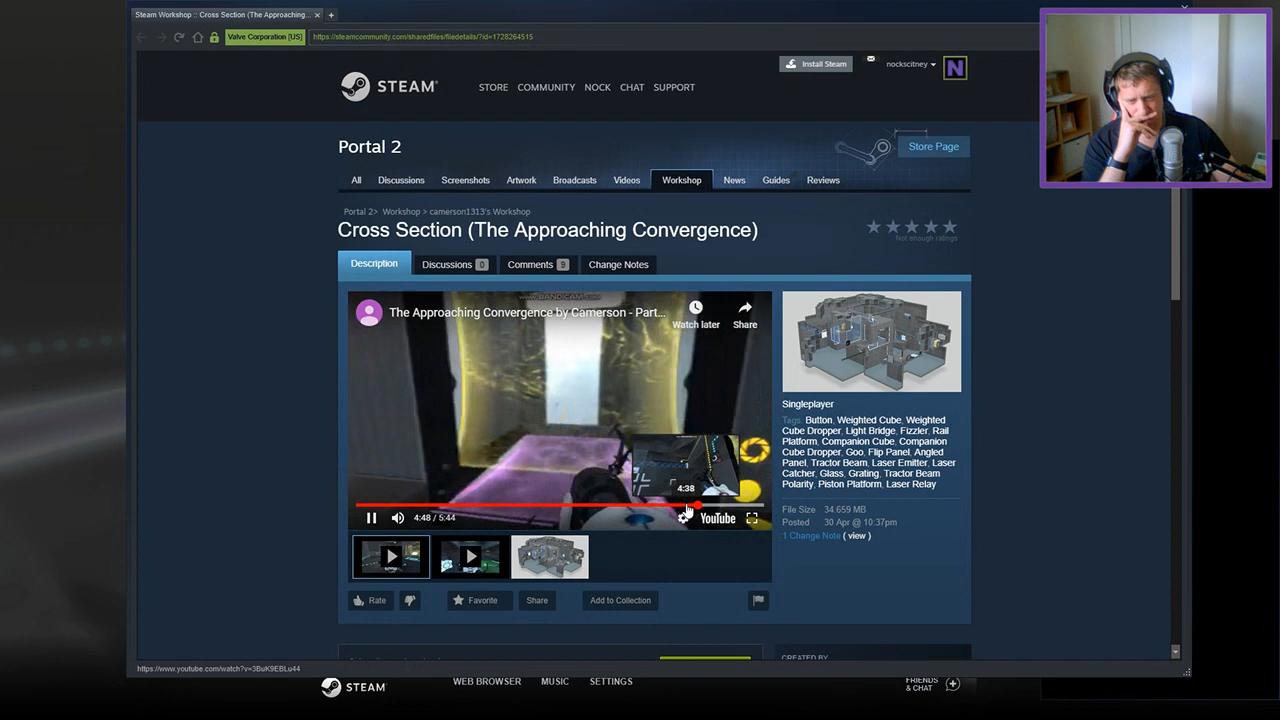 Steam Workshop :: Cross Section (The Approaching...
Valve Corporation [US]
https://steamcommunity.com/sharedfiles/filedetails/?id=1728264515
Install Steam
nockscitney
N
STEAM
STORE COMMUNITY NOCK CHAT SUPPORT
Portal 2
Store Page
All Discussions Screenshots Artwork Broadcasts Videos Workshop News Guides Reviews
Portal 2> Workshop > camerson1313's Workshop
Cross Section (The Approaching Convergence)
Not enough ratings
Description Discussions 0 Comments 9 Change Notes
The Approaching Convergence by Camerson - Part...
Watch later
Share
4:38
4:48 / 5:44
YouTube
Singleplayer
Tags: Button, Weighted Cube, Weighted
Cube Dropper, Light Bridge, Fizzler, Rail
Platform, Companion Cube, Companion
Cube Dropper, Goo, Flip Panel, Angled
Panel, Tractor Beam, Laser Emitter, Laser
Catcher, Glass, Grating, Tractor Beam
Polarity, Piston Platform, Laser Relay
File Size 34.659 MB
Posted 30 Apr @ 10:37pm
1 Change Note ( view )
Rate
Favorite
Share
Add to Collection
CREATED BY
https://www.youtube.com/watch?v=3BuK9EBLu44
STEAM
WEB BROWSER MUSIC SETTINGS
FRIENDS
& CHAT